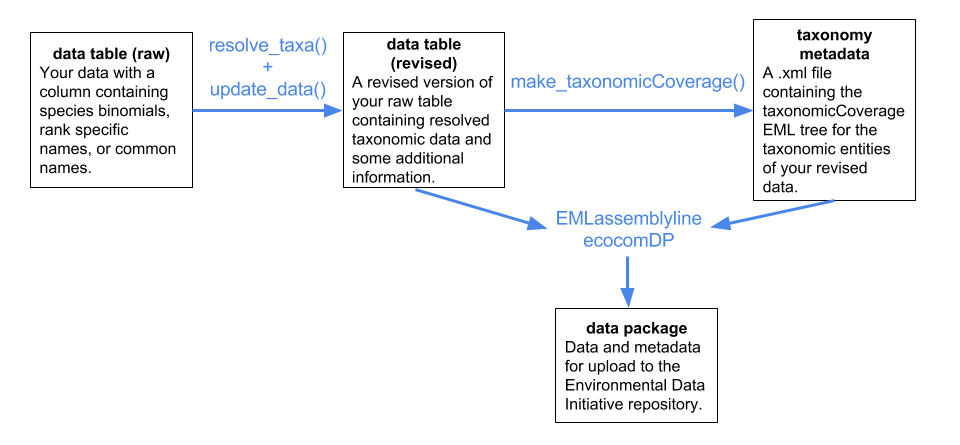 data table (raw)
Your data with a
column containing
species binomials,
rank specific
names, or common
names.
resolve_taxa()
+
update_data()
data table
(revised)
A revised version of
your raw table
containing resolved
taxonomic data and
some additional
information.
make_taxonomicCoverage()
taxonomy
metadata
A .xml file
containing the
taxonomicCoverage
EML tree for the
taxonomic entities
of your revised
data.
EMLassemblyline
ecocomDP
data package
Data and metadata
for upload to the
Environmental Data
Initiative repository.